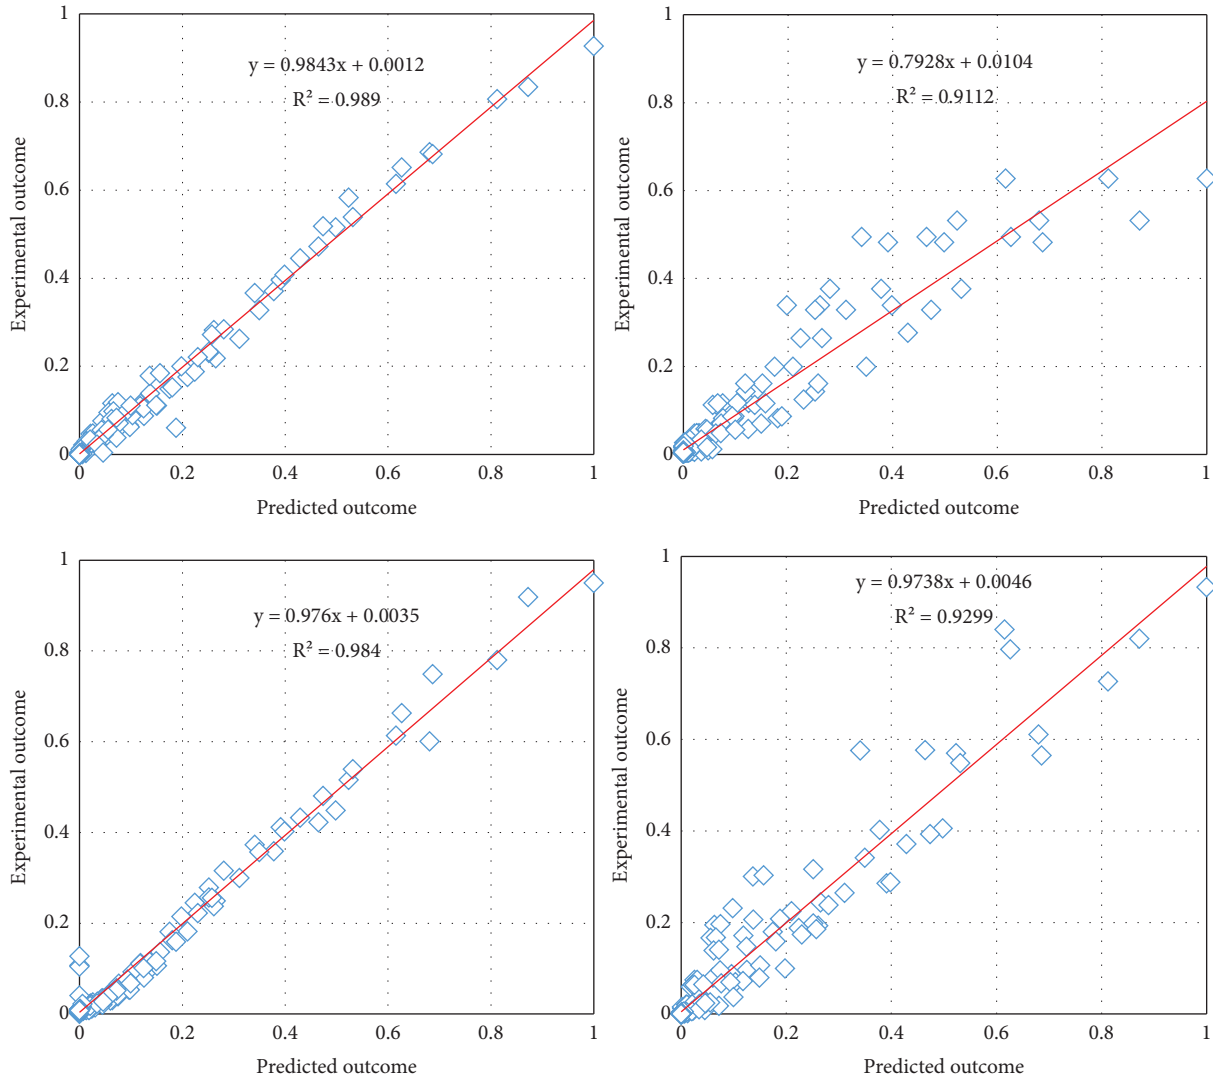 1
y = 0.9843x + 0.0012
R² = 0.989
0.8
0.6
0.4
0.2
0
Experimental outcome
0 0.2 0.4 0.6 0.8 1
Predicted outcome
1
y = 0.7928x + 0.0104
R² = 0.9112
0.8
0.6
0.4
0.2
0
Experimental outcome
0 0.2 0.4 0.6 0.8 1
Predicted outcome
1
y = 0.976x + 0.0035
R² = 0.984
0.8
0.6
0.4
0.2
0
Experimental outcome
0 0.2 0.4 0.6 0.8 1
Predicted outcome
1
y = 0.9738x + 0.0046
R² = 0.9299
0.8
0.6
0.4
0.2
0
Experimental outcome
0 0.2 0.4 0.6 0.8 1
Predicted outcome